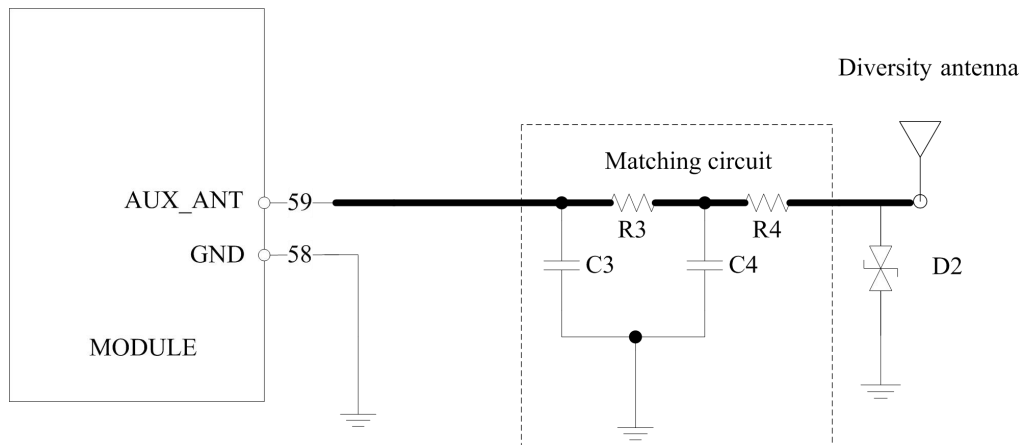 Diversity antenna
Matching circuit
AUX_ANT 59
R3 R4
GND 58
C3 C4 D2
MODULE